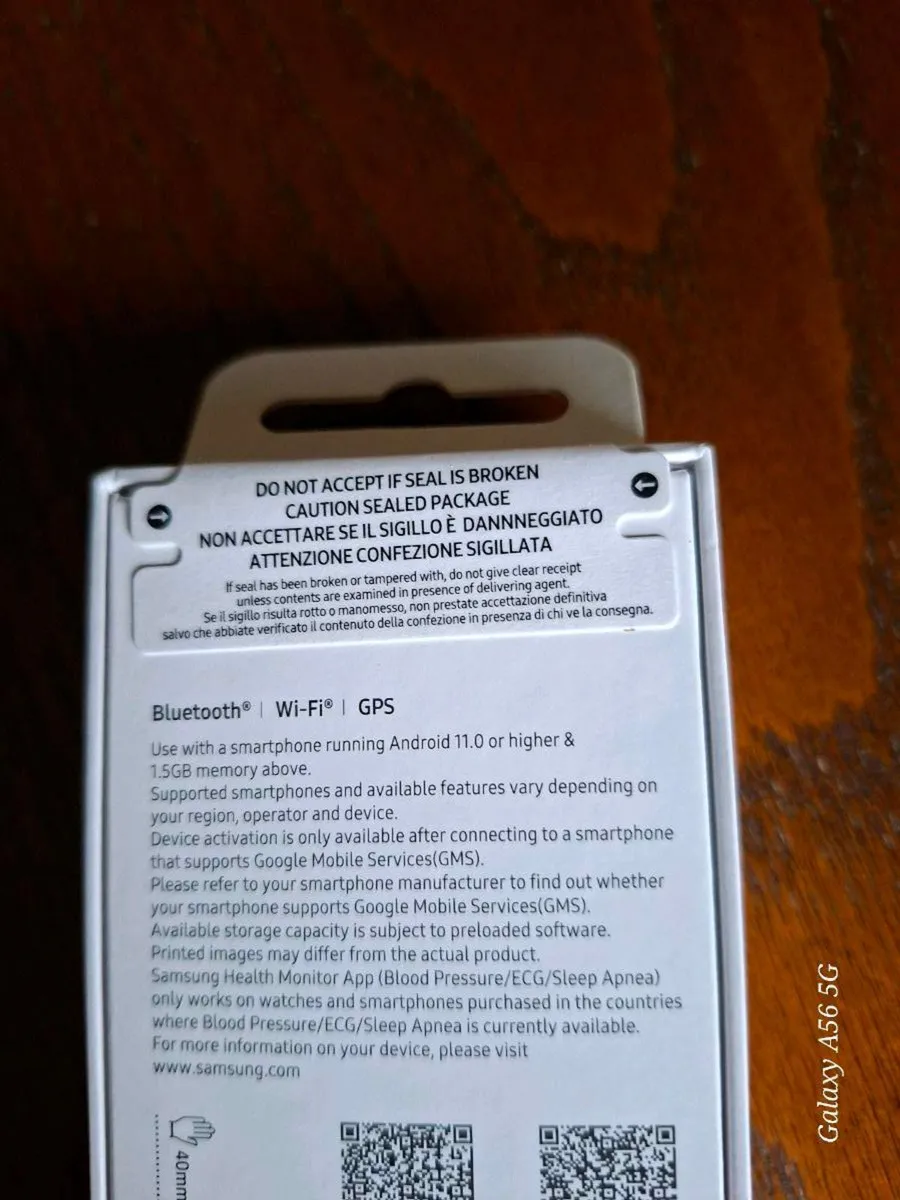 DO NOT ACCEPT IF SEAL IS BROKEN
CAUTION SEALED PACKAGE
NON ACCETTARE SE IL SIGILLO È DANNNEGGIATO
ATTENZIONE CONFEZIONE SIGILLATA
If seal has been broken or tampered with, do not give clear receipt
unless contents are examined in presence of delivering agent.
Se il sigillo risulta rotto o manomesso, non prestate accettazione definitiva
salvo che abbiate verificato il contenuto della confezione in presenza di chi ve la consegna.
Bluetooth® | Wi-Fi® | GPS
Use with a smartphone running Android 11.0 or higher &
1.5GB memory above.
Supported smartphones and available features vary depending on
your region, operator and device.
Device activation is only available after connecting to a smartphone
that supports Google Mobile Services(GMS).
Please refer to your smartphone manufacturer to find out whether
your smartphone supports Google Mobile Services(GMS).
Available storage capacity is subject to preloaded software.
Printed images may differ from the actual product.
Samsung Health Monitor App (Blood Pressure/ECG/Sleep Apnea)
only works on watches and smartphones purchased in the countries
where Blood Pressure/ECG/Sleep Apnea is currently available.
For more information on your device, please visit
www.samsung.com
40mm
Galaxy A56 5G